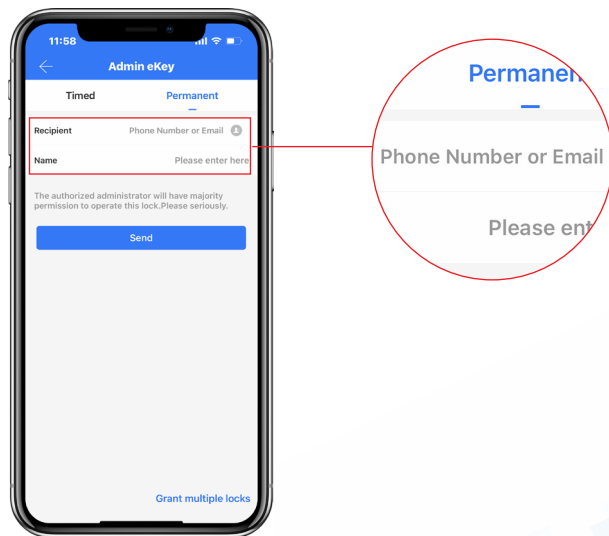 11:58
Admin eKey
Timed Permanent
Recipient Phone Number or Email
Name Please enter here
The authorized administrator will have majority
permission to operate this lock.Please seriously.
Send
Grant multiple locks
Permanen
Phone Number or Email
Please ent